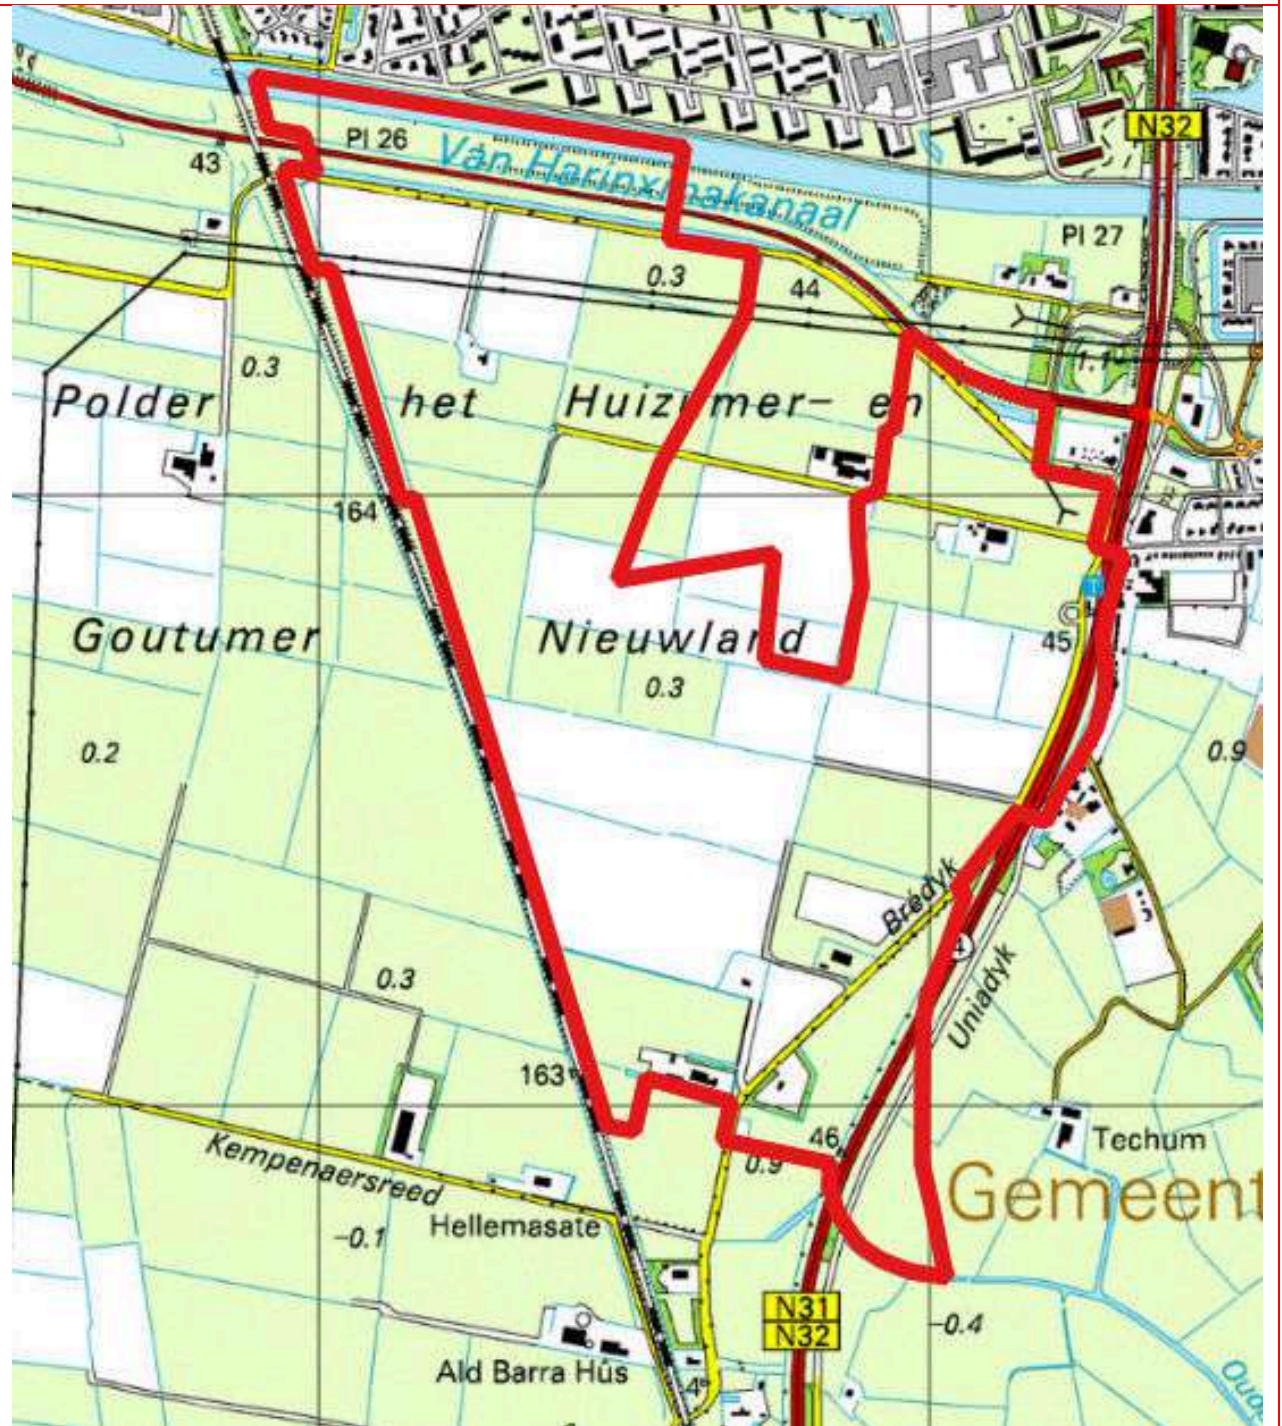 N32
Pl 26
43
Van Harinxmakanaal
Pl 27
0.3
44
1.1
0.3
Polder het Huizumer- en
164
Goutumer Nieuwland
45
0.3
0.2
0.9
Brédyk
0.3
Uniadyk
163
46
Techum
0.9
Kempenaersreed
Gemeent
Hellemasate
-0.1
N31
N32
-0.4
Ald Barra Hûs
4